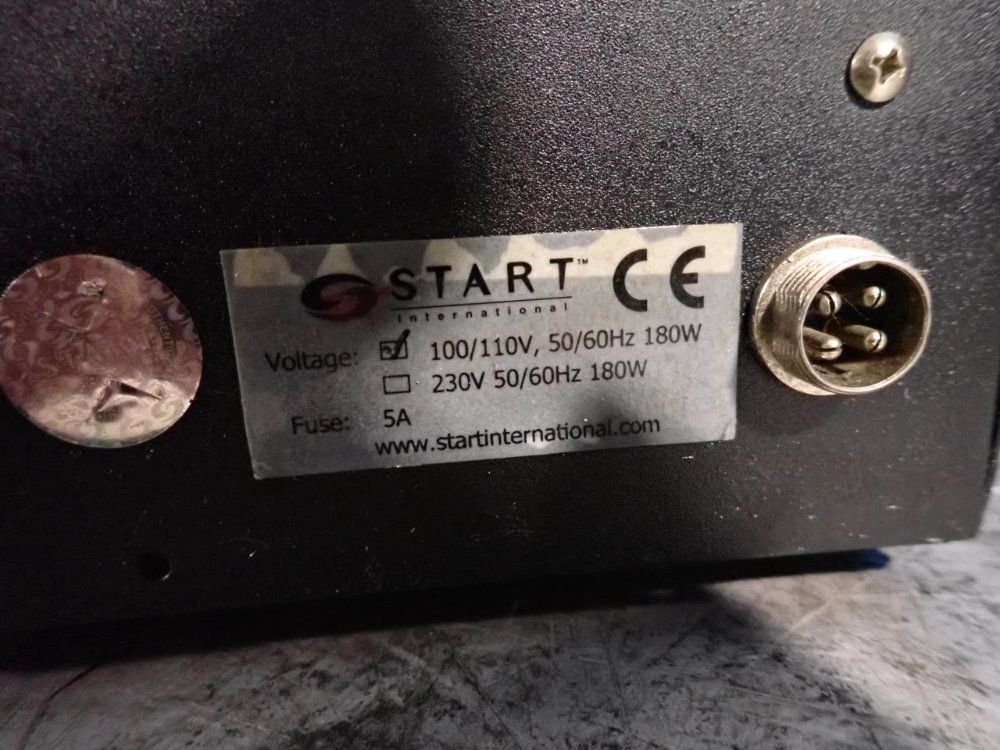 START™ CE
International
Voltage: ☑ 100/110V, 50/60Hz 180W
☐ 230V 50/60Hz 180W
Fuse: 5A
www.startinternational.com